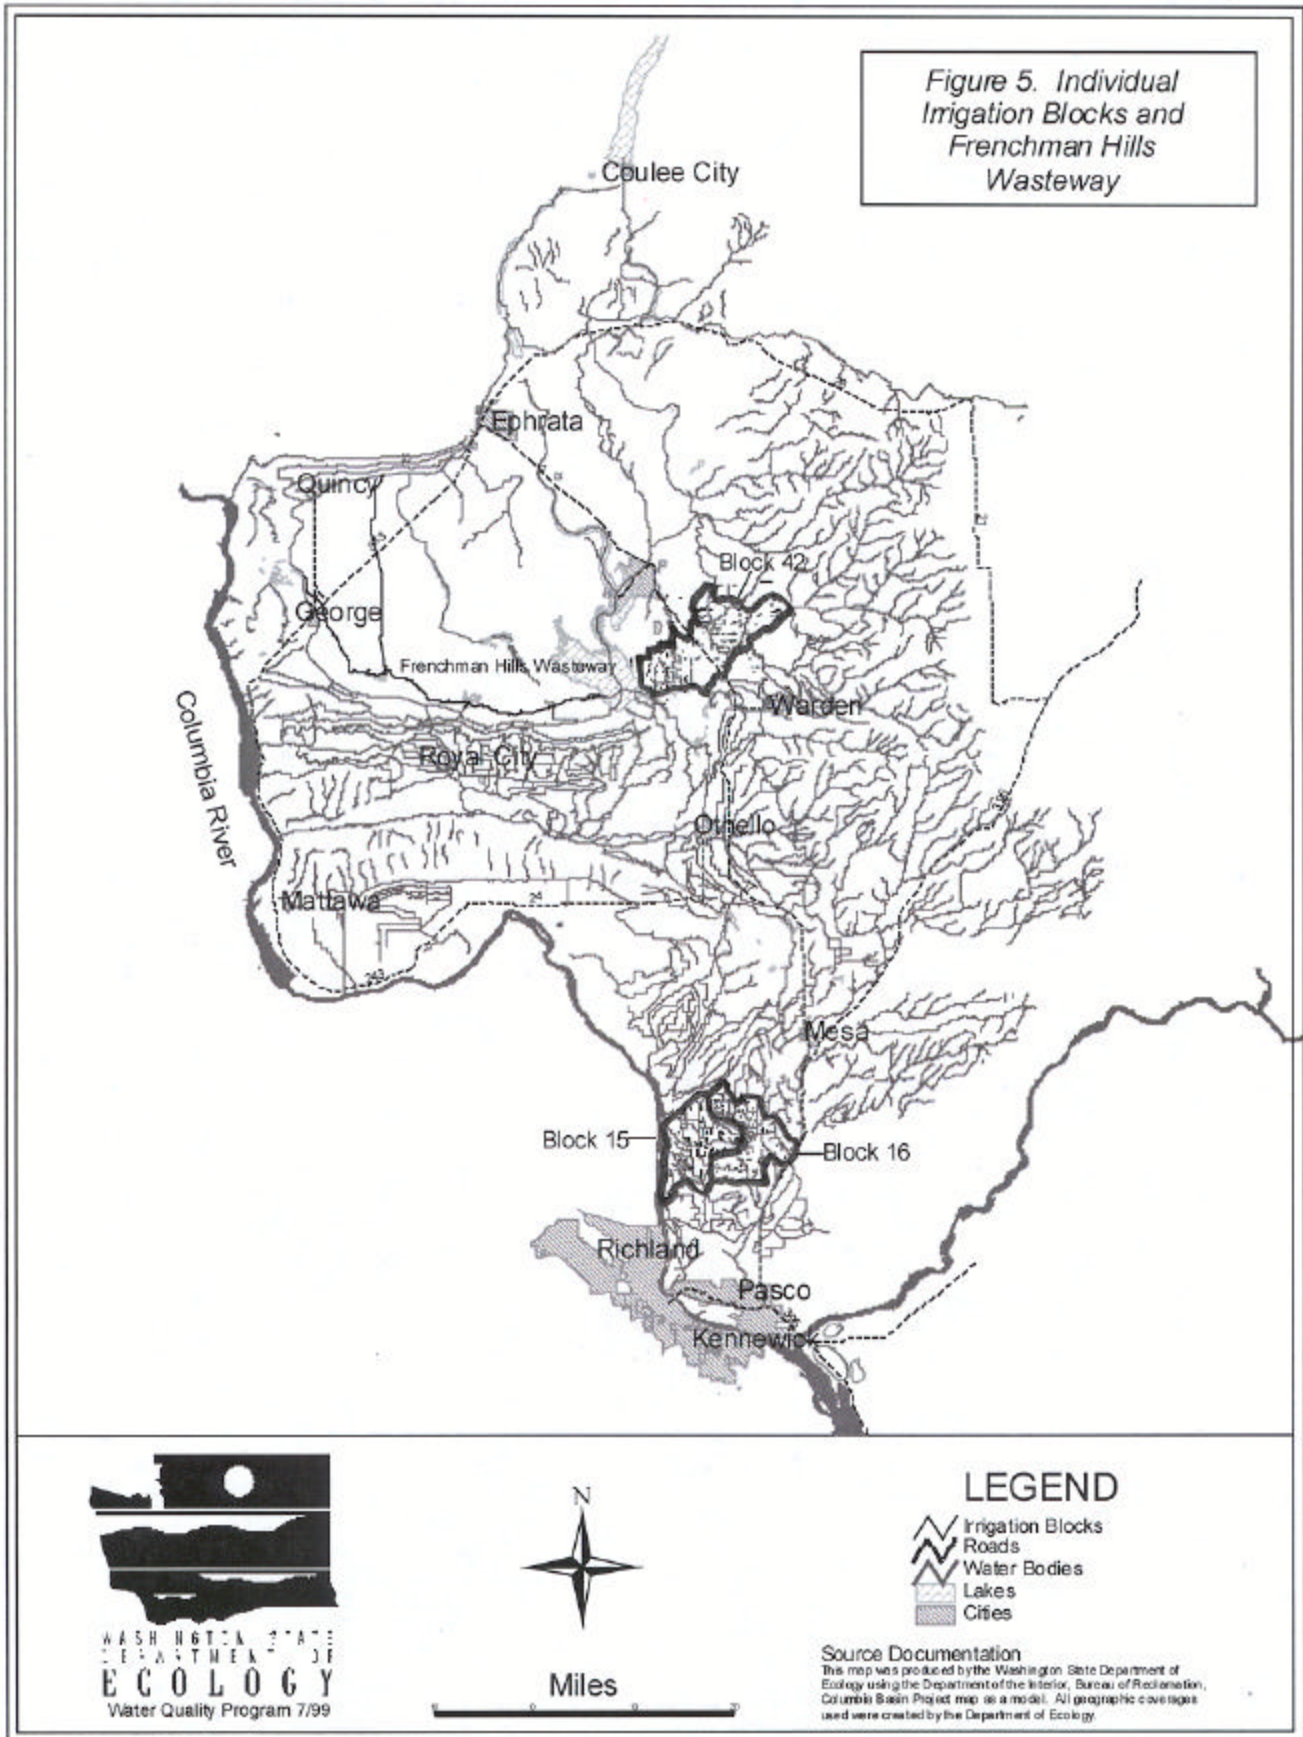 Figure 5. Individual
Irrigation Blocks and
Frenchman Hills
Wasteway
Coulee City
Ephrata
Quincy
Block 42
George
Frenchman Hills Wasteway
Warden
Columbia River
Royal City
Othello
Mattawa
24
243
Mesa
Block 15
Block 16
Richland
Pasco
Kennewick
LEGEND
Irrigation Blocks
Roads
Water Bodies
Lakes
Cities
N
Miles
ECOLOGY
Water Quality Program 7/99
Source Documentation
This map was produced by the Washington State Department of
Ecology using the Department of the Interior, Bureau of Reclamation,
Columbia Basin Project map as a model. All geographic coverages
used were created by the Department of Ecology.